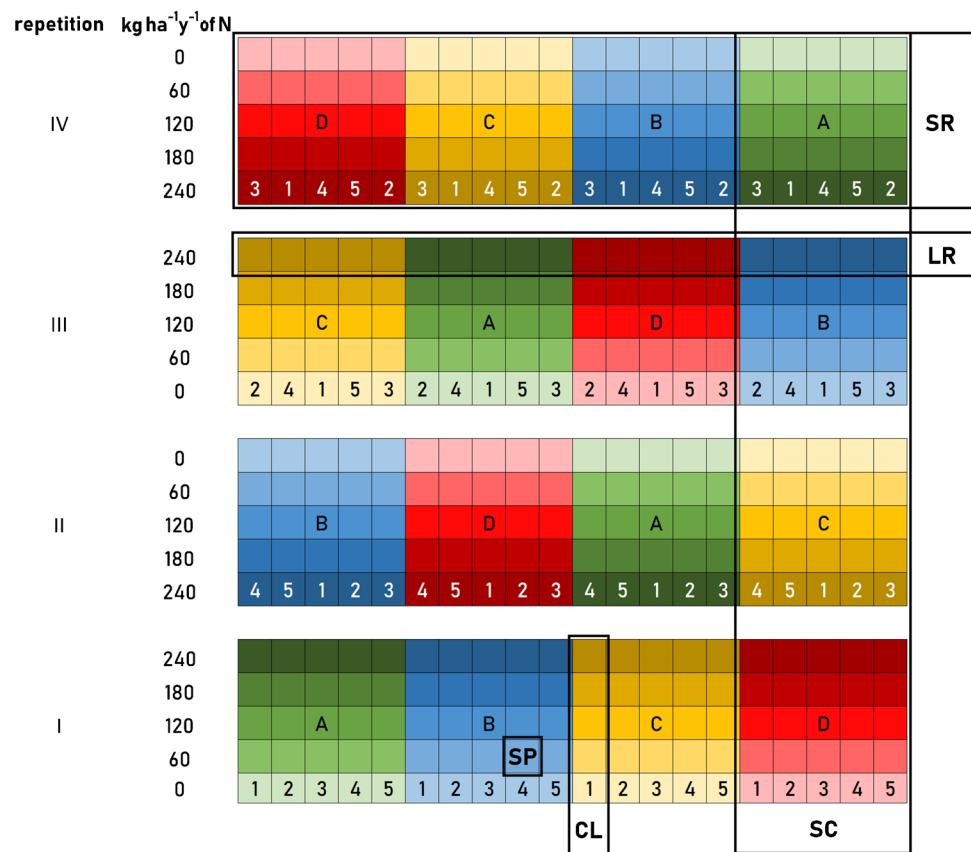 repetition kg ha⁻¹y⁻¹ of N
0
60
IV 120 D C B A SR
180
240 3 1 4 5 2 3 1 4 5 2 3 1 4 5 2 3 1 4 5 2
240 LR
180
III 120 C A D B
60
0 2 4 1 5 3 2 4 1 5 3 2 4 1 5 3 2 4 1 5 3
0
60
II 120 B D A C
180
240 4 5 1 2 3 4 5 1 2 3 4 5 1 2 3 4 5 1 2 3
240
180
I 120 A B C D
60 SP
0 1 2 3 4 5 1 2 3 4 5 1 2 3 4 5 1 2 3 4 5
CL SC